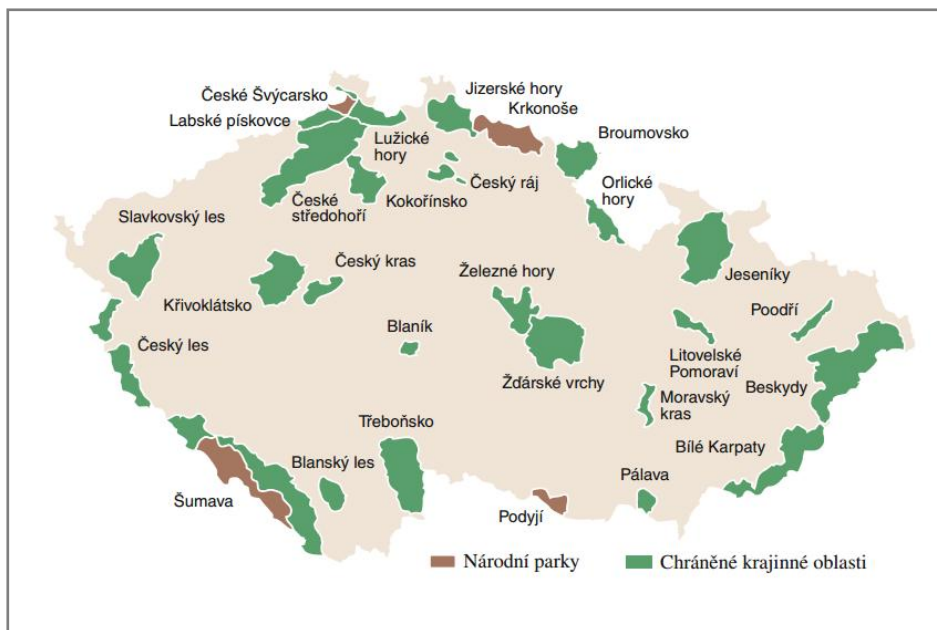 České Švýcarsko
Labské pískovce
Jizerské hory
Krkonoše
Lužické
hory
Broumovsko
Český ráj
České
středohoří
Kokořínsko
Orlické
hory
Slavkovský les
Český kras
Železné hory
Jeseníky
Křivoklátsko
Poodří
Blaník
Český les
Litovelské
Pomoraví
Žďárské vrchy
Beskydy
Moravský
kras
Třeboňsko
Bílé Karpaty
Blanský les
Pálava
Šumava
Podyjí
Národní parky
Chráněné krajinné oblasti